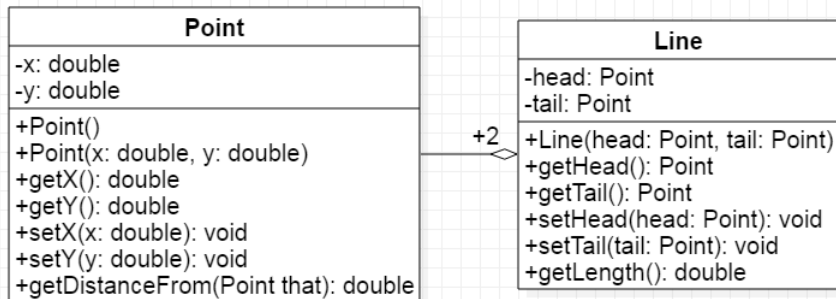 Point
-x: double
-y: double
+Point()
+Point(x: double, y: double)
+getX(): double
+getY(): double
+setX(x: double): void
+setY(y: double): void
+getDistanceFrom(Point that): double
+2
Line
-head: Point
-tail: Point
+Line(head: Point, tail: Point)
+getHead(): Point
+getTail(): Point
+setHead(head: Point): void
+setTail(tail: Point): void
+getLength(): double